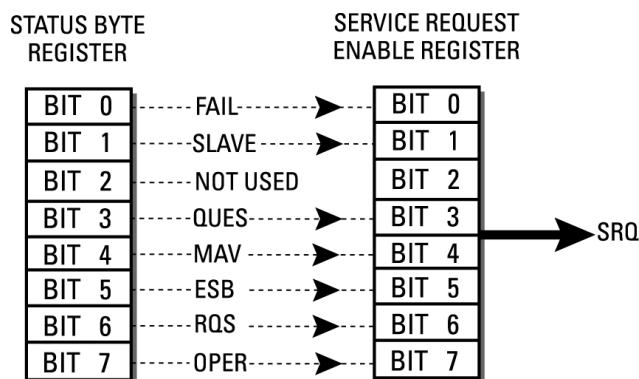 STATUS BYTE
REGISTER
SERVICE REQUEST
ENABLE REGISTER
BIT 0 FAIL BIT 0
BIT 1 SLAVE BIT 1
BIT 2 NOT USED BIT 2
BIT 3 QUES BIT 3
SRQ
BIT 4 MAV BIT 4
BIT 5 ESB BIT 5
BIT 6 RQS BIT 6
BIT 7 OPER BIT 7